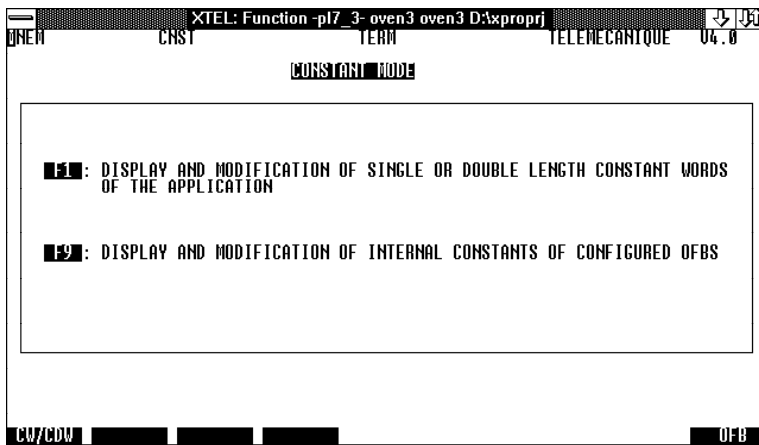 XTEL: Function -pl7_3- oven3 oven3 D:\xproprj
MNEM CNST TERM TELEMECANIQUE V4.0
CONSTANT MODE
F1 : DISPLAY AND MODIFICATION OF SINGLE OR DOUBLE LENGTH CONSTANT WORDS
OF THE APPLICATION
F9 : DISPLAY AND MODIFICATION OF INTERNAL CONSTANTS OF CONFIGURED OFBS
CW/CDW OFB